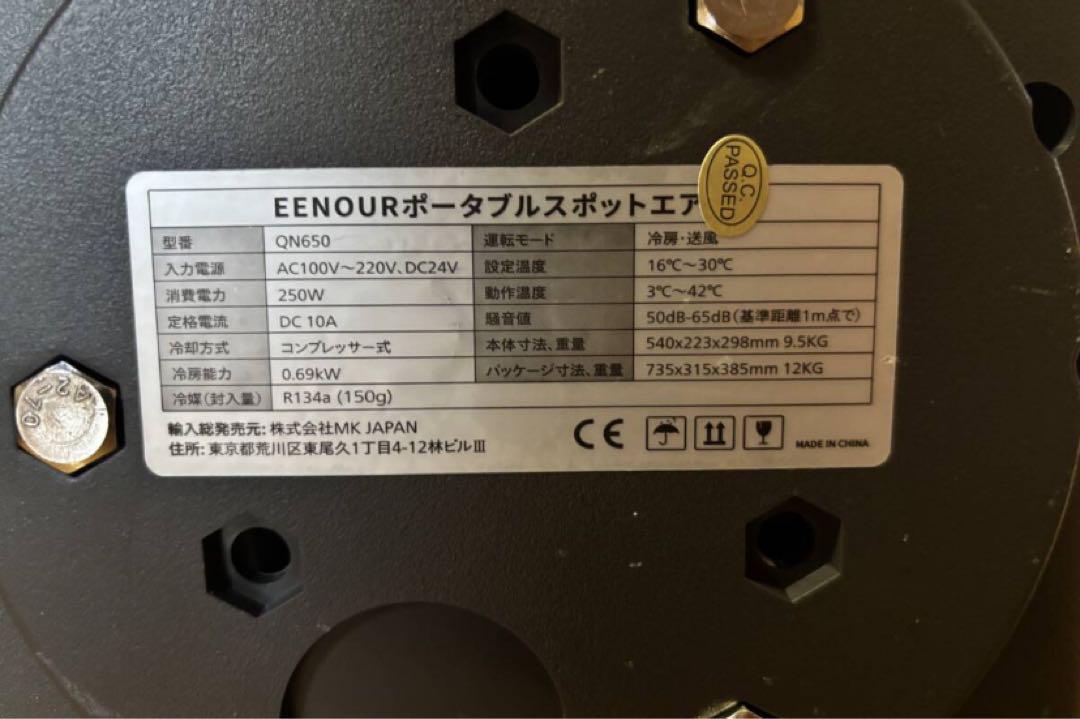 EENOURポータブルスポットエア
Q.C.
PASSED
型番 QN650 運転モード 冷房・送風
入力電源 AC100V～220V、DC24V 設定温度 16℃～30℃
消費電力 250W 動作温度 3℃～42℃
定格電流 DC 10A 騒音値 50dB-65dB(基準距離1m点で)
冷却方式 コンプレッサー式 本体寸法、重量 540x223x298mm 9.5KG
冷房能力 0.69kW パッケージ寸法、重量 735x315x385mm 12KG
冷媒(封入量) R134a (150g)
輸入総発売元: 株式会社MK JAPAN
住所: 東京都荒川区東尾久1丁目4-12林ビルⅢ
CE
MADE IN CHINA
A2-70